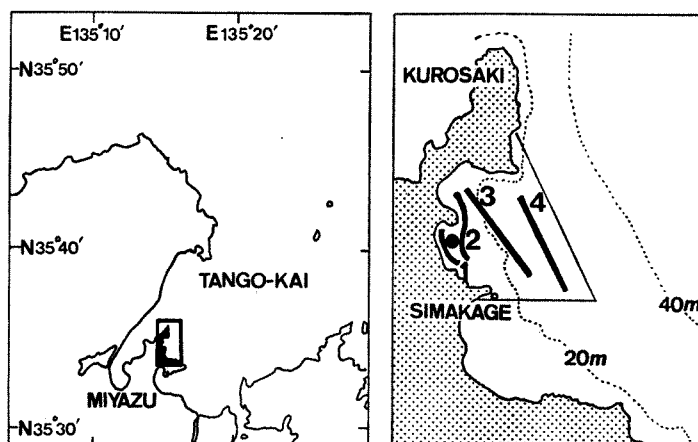 E135°10′ E135°20′
N35°50′
N35°40′
TANGO-KAI
MIYAZU
N35°30′
KUROSAKI
3
4
2
1
SIMAKAGE
40m
20m